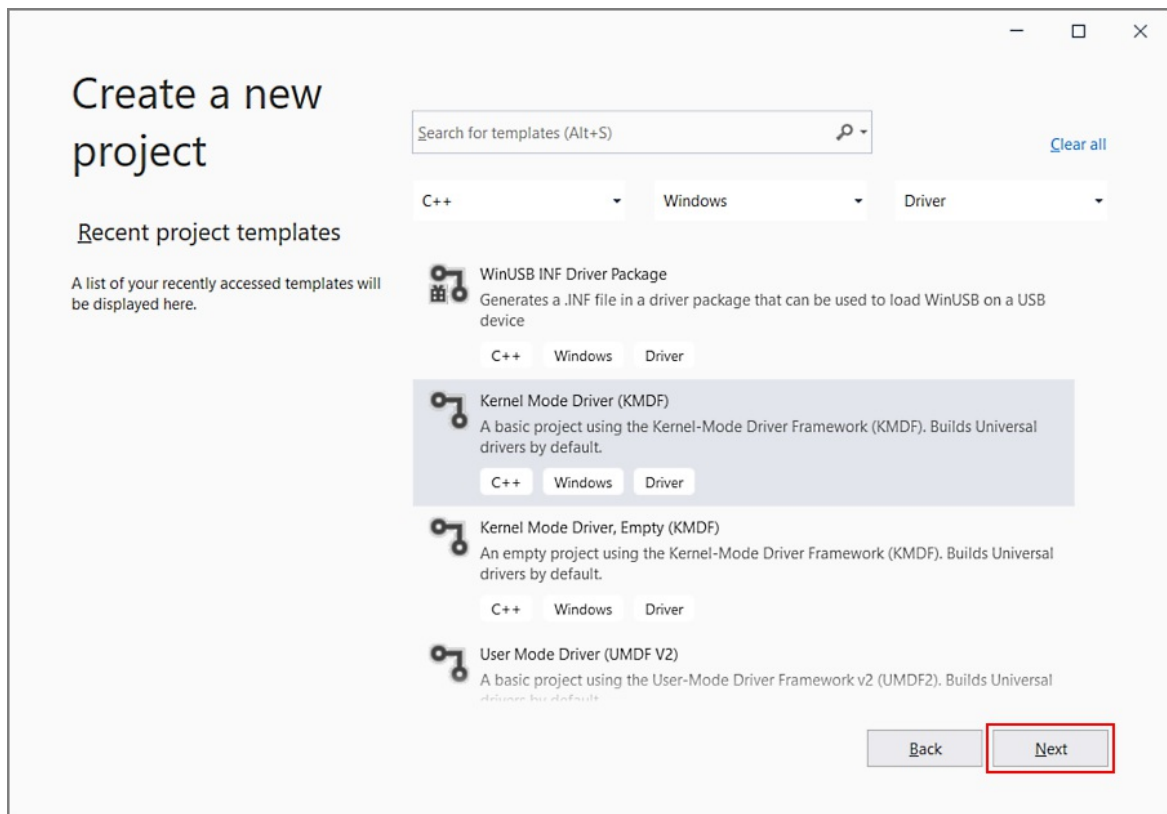 Create a new
project
Search for templates (Alt+S)
Clear all
C++ Windows Driver
Recent project templates
A list of your recently accessed templates will
be displayed here.
WinUSB INF Driver Package
Generates a .INF file in a driver package that can be used to load WinUSB on a USB
device
C++ Windows Driver
Kernel Mode Driver (KMDF)
A basic project using the Kernel-Mode Driver Framework (KMDF). Builds Universal
drivers by default.
C++ Windows Driver
Kernel Mode Driver, Empty (KMDF)
An empty project using the Kernel-Mode Driver Framework (KMDF). Builds Universal
drivers by default.
C++ Windows Driver
User Mode Driver (UMDF V2)
A basic project using the User-Mode Driver Framework v2 (UMDF2). Builds Universal
drivers by default.
Back Next